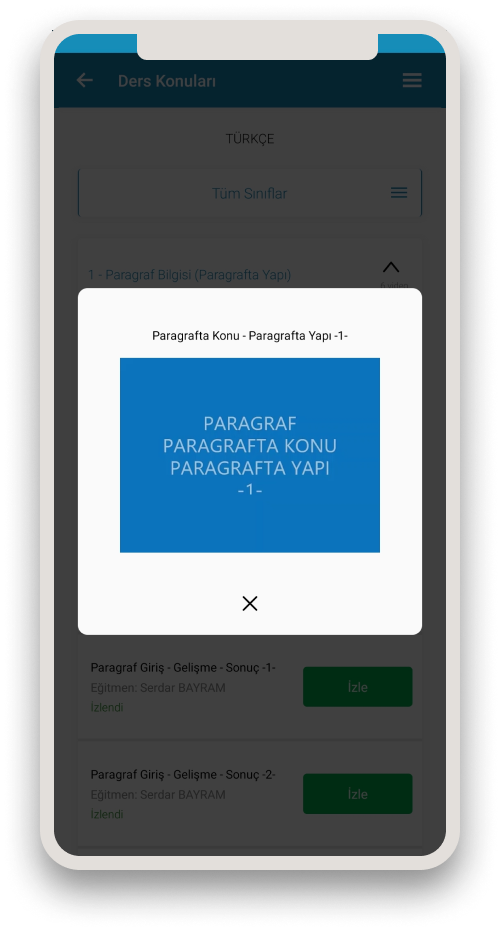 Ders Konuları
TÜRKÇE
Tüm Sınıflar
1 - Paragraf Bilgisi (Paragrafta Yapı)
Paragrafta Konu - Paragrafta Yapı -1-
PARAGRAF
PARAGRAFTA KONU
PARAGRAFTA YAPI
-1-
Paragraf Giriş - Gelişme - Sonuç -1-
Eğitmen: Serdar BAYRAM
İzlendi
İzle
Paragraf Giriş - Gelişme - Sonuç -2-
Eğitmen: Serdar BAYRAM
İzlendi
İzle